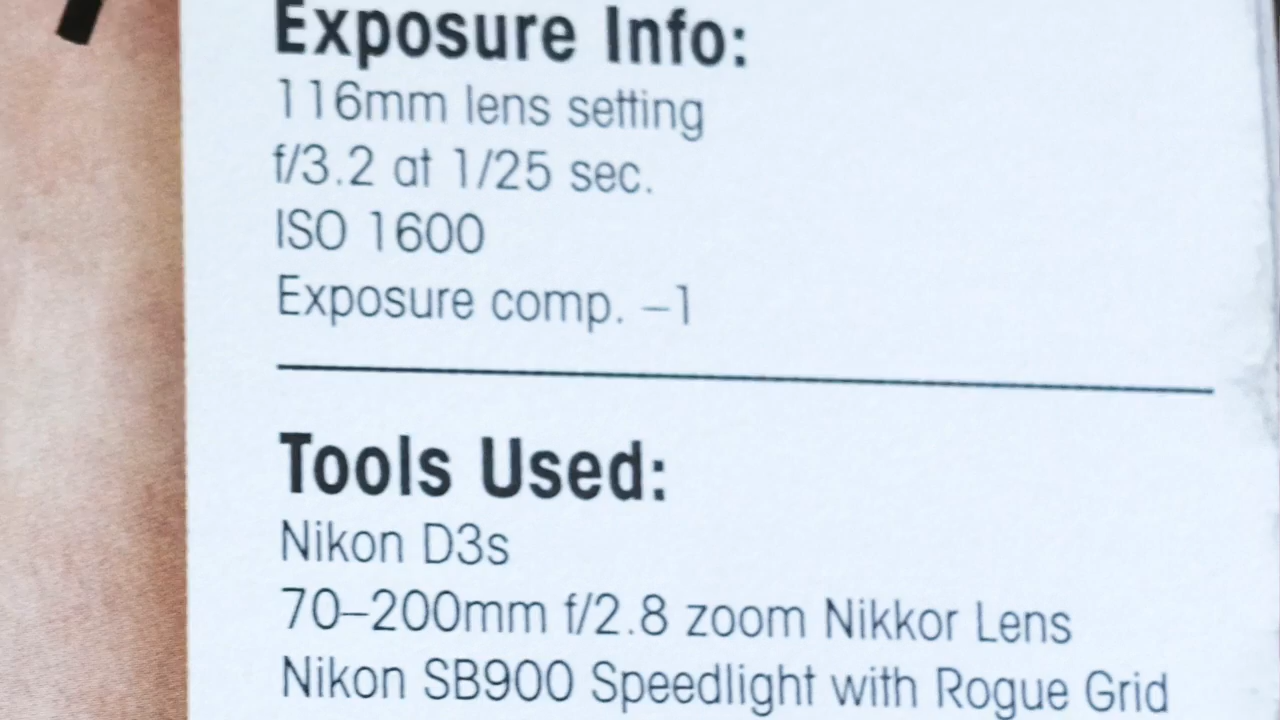 Exposure Info:
116mm lens setting
f/3.2 at 1/25 sec.
ISO 1600
Exposure comp. –1
Tools Used:
Nikon D3s
70–200mm f/2.8 zoom Nikkor Lens
Nikon SB900 Speedlight with Rogue Grid